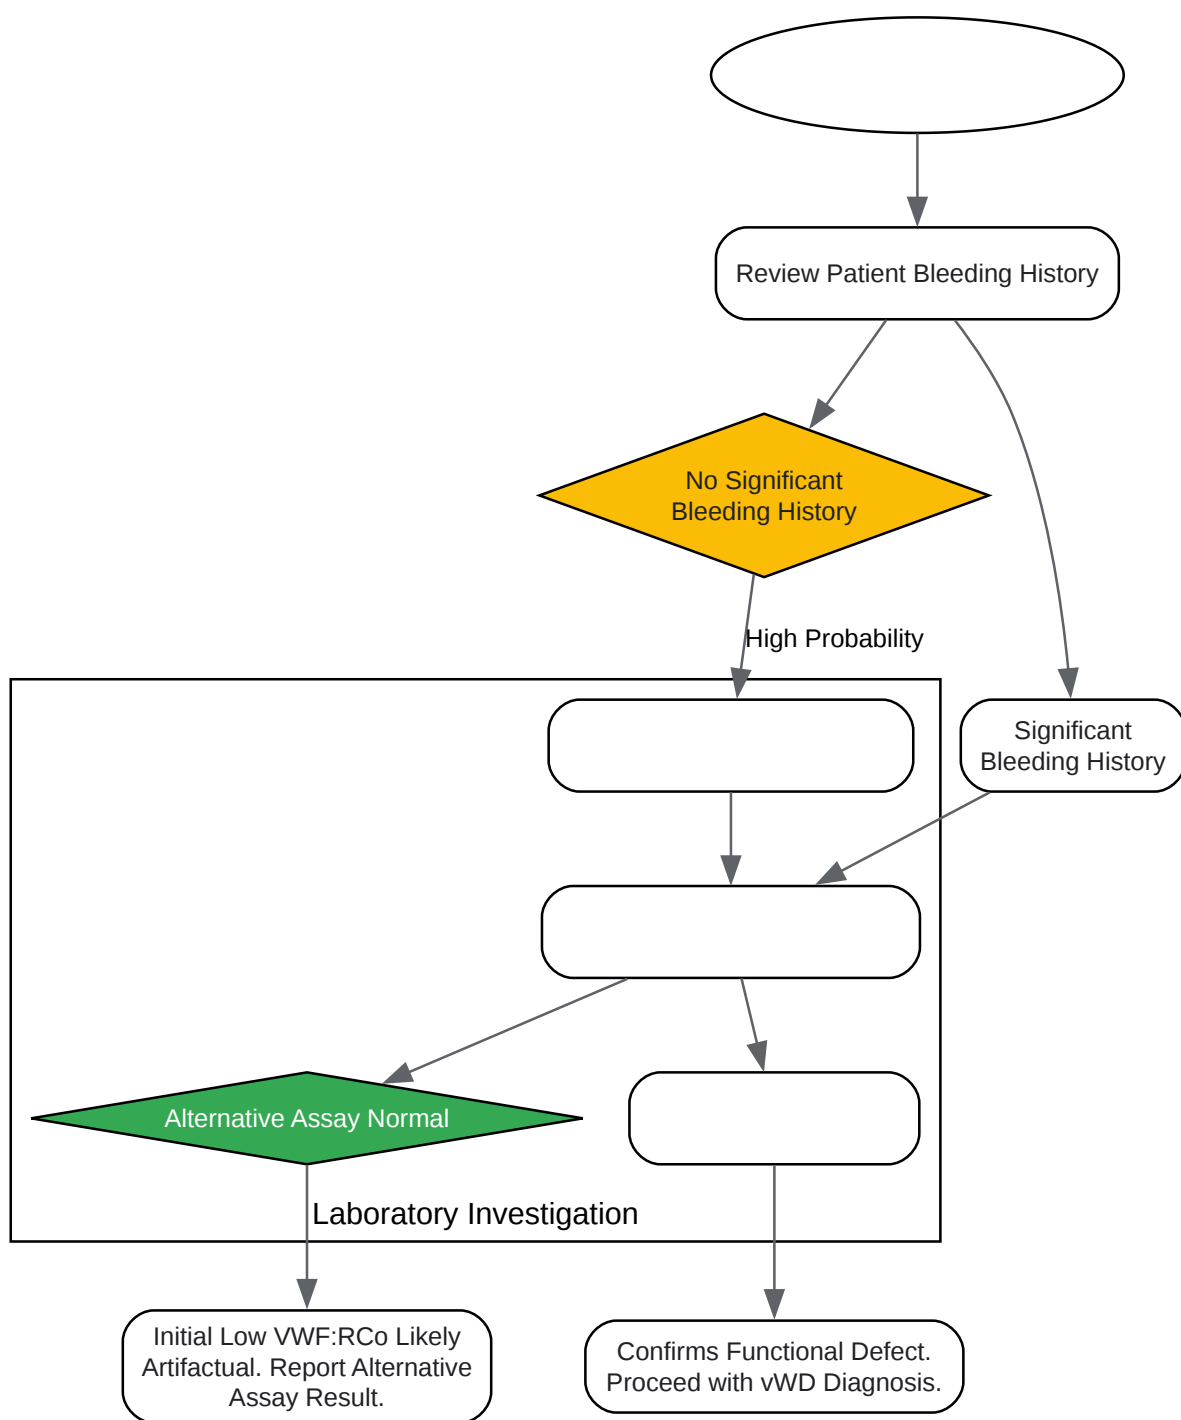 Review Patient Bleeding History
No Significant
Bleeding History
High Probability
Significant
Bleeding History
Alternative Assay Normal
Laboratory Investigation
Initial Low VWF:RCo Likely
Artifactual. Report Alternative
Assay Result.
Confirms Functional Defect.
Proceed with vWD Diagnosis.